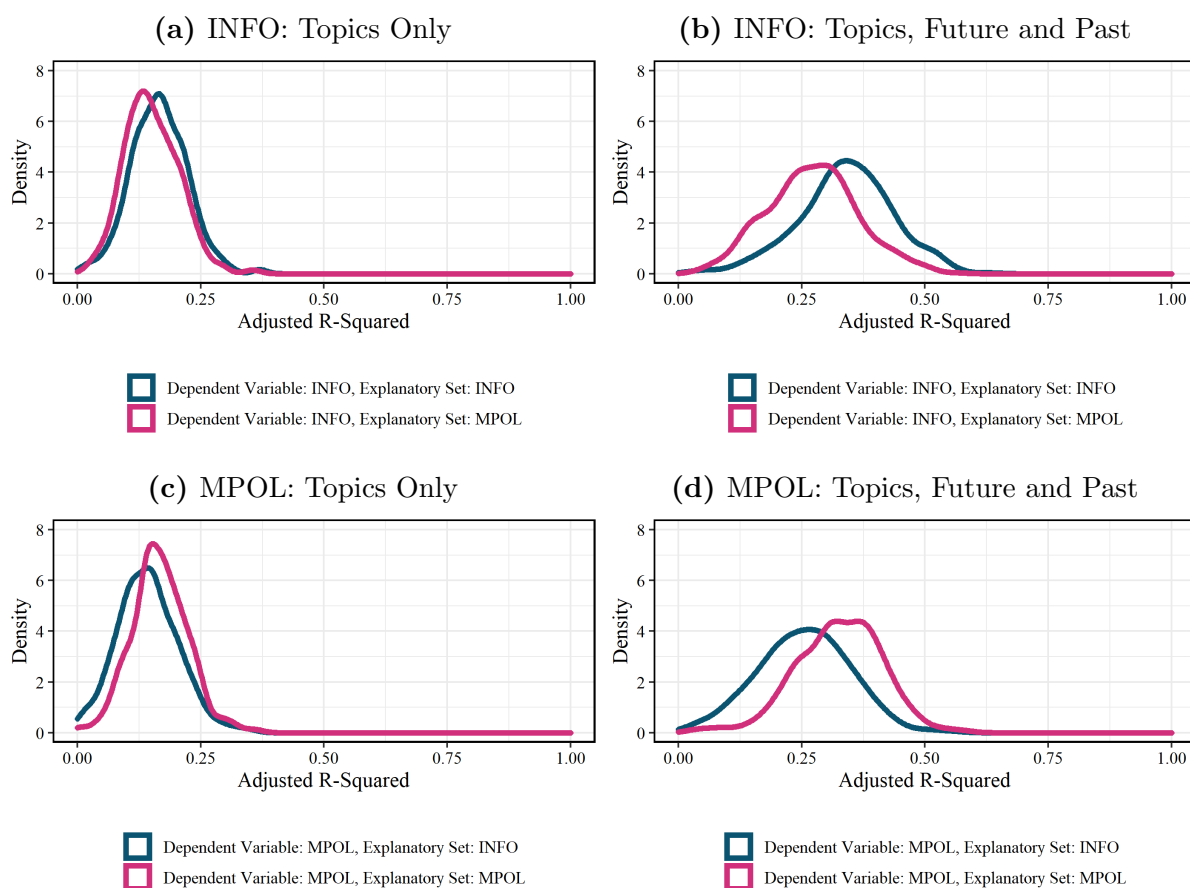 (a) INFO: Topics Only
8
6
4
2
0
Density
0.00 0.25 0.50 0.75 1.00
Adjusted R-Squared
Dependent Variable: INFO, Explanatory Set: INFO
Dependent Variable: INFO, Explanatory Set: MPOL
(b) INFO: Topics, Future and Past
8
6
4
2
0
Density
0.00 0.25 0.50 0.75 1.00
Adjusted R-Squared
Dependent Variable: INFO, Explanatory Set: INFO
Dependent Variable: INFO, Explanatory Set: MPOL
(c) MPOL: Topics Only
8
6
4
2
0
Density
0.00 0.25 0.50 0.75 1.00
Adjusted R-Squared
Dependent Variable: MPOL, Explanatory Set: INFO
Dependent Variable: MPOL, Explanatory Set: MPOL
(d) MPOL: Topics, Future and Past
8
6
4
2
0
Density
0.00 0.25 0.50 0.75 1.00
Adjusted R-Squared
Dependent Variable: MPOL, Explanatory Set: INFO
Dependent Variable: MPOL, Explanatory Set: MPOL